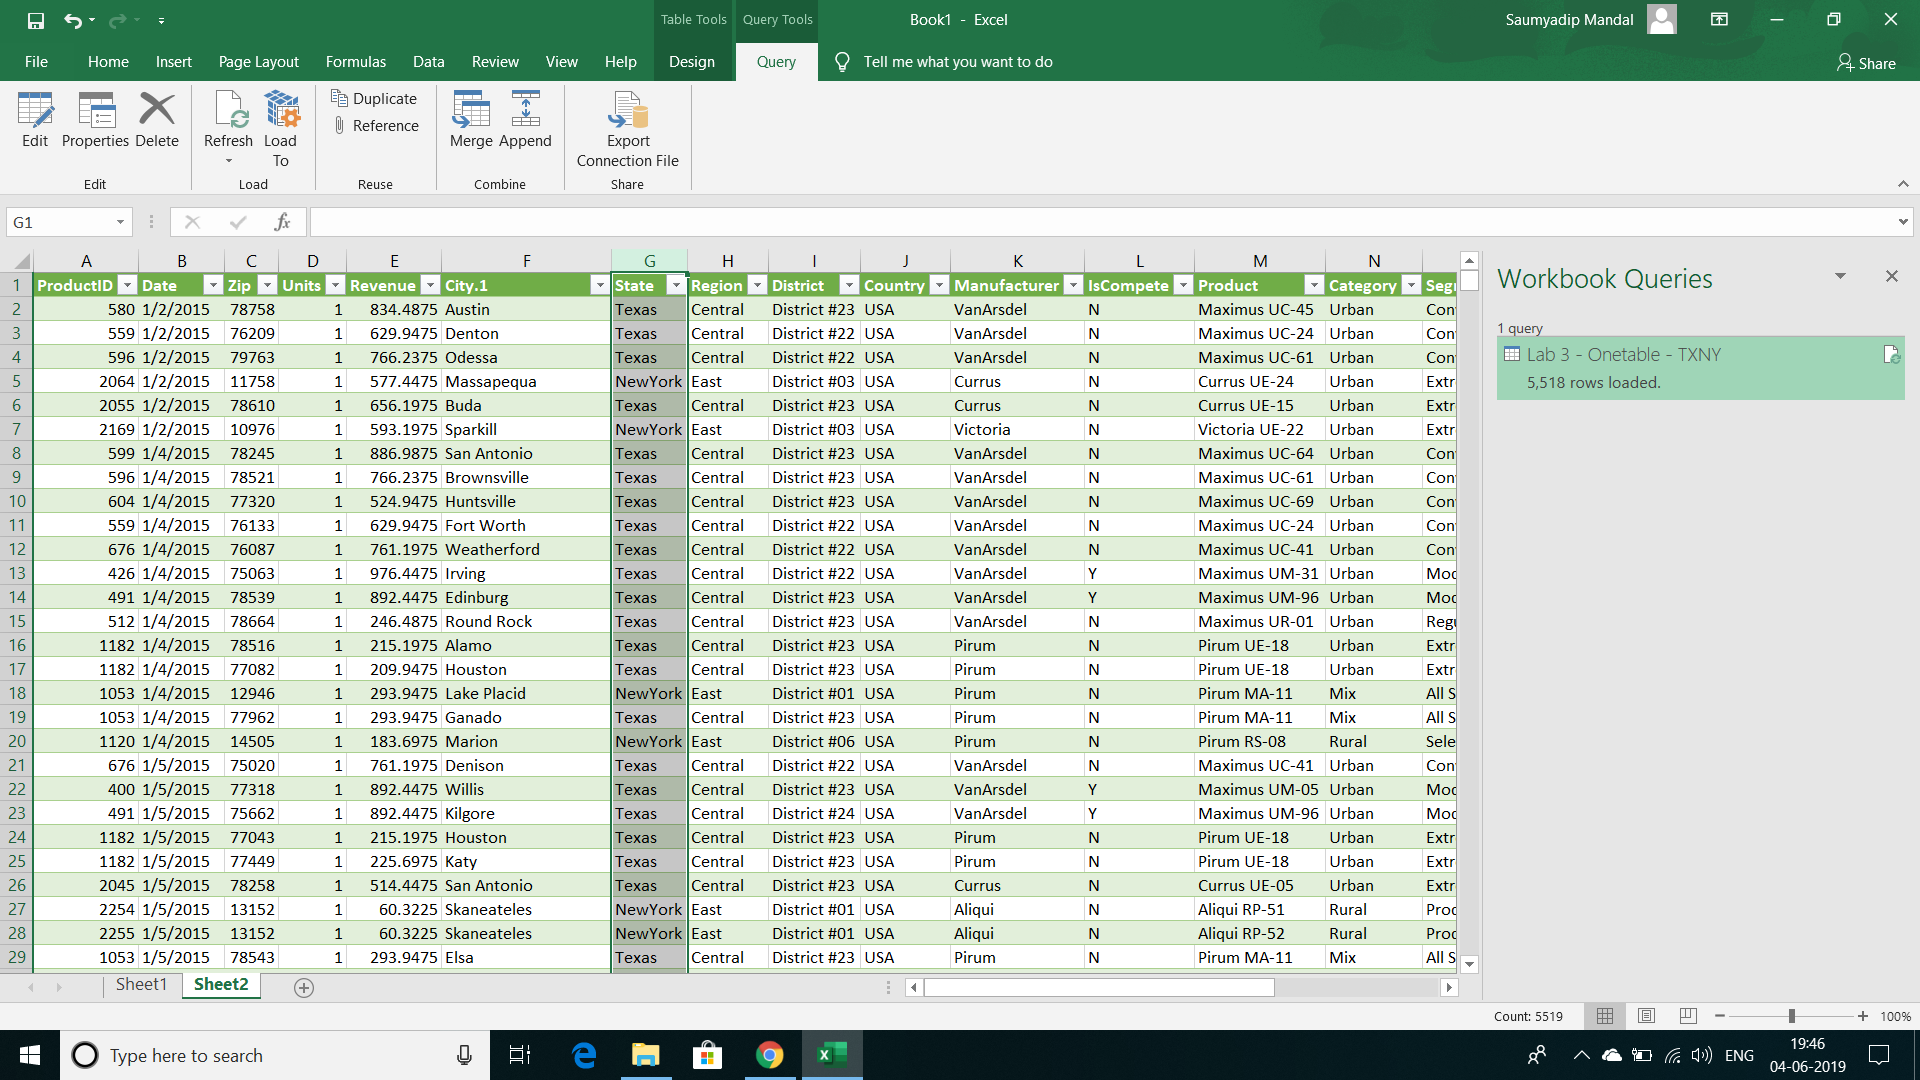 Table Tools Query Tools Book1 - Excel Saumyadip Mandal
File Home Insert Page Layout Formulas Data Review View Help Design Query Tell me what you want to do Share
Edit Properties Delete Refresh Load To Duplicate Reference Merge Append Export Connection File
Edit Load Reuse Combine Share
G1 fx
A B C D E F G H I J K L M N
1 ProductID Date Zip Units Revenue City.1 State Region District Country Manufacturer IsCompete Product Category Seg
2 580 1/2/2015 78758 1 834.4875 Austin Texas Central District #23 USA VanArsdel N Maximus UC-45 Urban Con
3 559 1/2/2015 76209 1 629.9475 Denton Texas Central District #22 USA VanArsdel N Maximus UC-24 Urban Con
4 596 1/2/2015 79763 1 766.2375 Odessa Texas Central District #22 USA VanArsdel N Maximus UC-61 Urban Con
5 2064 1/2/2015 11758 1 577.4475 Massapequa NewYork East District #03 USA Currus N Currus UE-24 Urban Extr
6 2055 1/2/2015 78610 1 656.1975 Buda Texas Central District #23 USA Currus N Currus UE-15 Urban Extr
7 2169 1/2/2015 10976 1 593.1975 Sparkill NewYork East District #03 USA Victoria N Victoria UE-22 Urban Extr
8 599 1/4/2015 78245 1 886.9875 San Antonio Texas Central District #23 USA VanArsdel N Maximus UC-64 Urban Con
9 596 1/4/2015 78521 1 766.2375 Brownsville Texas Central District #23 USA VanArsdel N Maximus UC-61 Urban Con
10 604 1/4/2015 77320 1 524.9475 Huntsville Texas Central District #23 USA VanArsdel N Maximus UC-69 Urban Con
11 559 1/4/2015 76133 1 629.9475 Fort Worth Texas Central District #22 USA VanArsdel N Maximus UC-24 Urban Con
12 676 1/4/2015 76087 1 761.1975 Weatherford Texas Central District #22 USA VanArsdel N Maximus UC-41 Urban Con
13 426 1/4/2015 75063 1 976.4475 Irving Texas Central District #22 USA VanArsdel Y Maximus UM-31 Urban Mod
14 491 1/4/2015 78539 1 892.4475 Edinburg Texas Central District #23 USA VanArsdel Y Maximus UM-96 Urban Mod
15 512 1/4/2015 78664 1 246.4875 Round Rock Texas Central District #23 USA VanArsdel N Maximus UR-01 Urban Regu
16 1182 1/4/2015 78516 1 215.1975 Alamo Texas Central District #23 USA Pirum N Pirum UE-18 Urban Extr
17 1182 1/4/2015 77082 1 209.9475 Houston Texas Central District #23 USA Pirum N Pirum UE-18 Urban Extr
18 1053 1/4/2015 12946 1 293.9475 Lake Placid NewYork East District #01 USA Pirum N Pirum MA-11 Mix All S
19 1053 1/4/2015 77962 1 293.9475 Ganado Texas Central District #23 USA Pirum N Pirum MA-11 Mix All S
20 1120 1/4/2015 14505 1 183.6975 Marion NewYork East District #06 USA Pirum N Pirum RS-08 Rural Sele
21 676 1/5/2015 75020 1 761.1975 Denison Texas Central District #22 USA VanArsdel N Maximus UC-41 Urban Con
22 400 1/5/2015 77318 1 892.4475 Willis Texas Central District #23 USA VanArsdel Y Maximus UM-05 Urban Mod
23 491 1/5/2015 75662 1 892.4475 Kilgore Texas Central District #24 USA VanArsdel Y Maximus UM-96 Urban Mod
24 1182 1/5/2015 77043 1 215.1975 Houston Texas Central District #23 USA Pirum N Pirum UE-18 Urban Extr
25 1182 1/5/2015 77449 1 225.6975 Katy Texas Central District #23 USA Pirum N Pirum UE-18 Urban Extr
26 2045 1/5/2015 78258 1 514.4475 San Antonio Texas Central District #23 USA Currus N Currus UE-05 Urban Extr
27 2254 1/5/2015 13152 1 60.3225 Skaneateles NewYork East District #01 USA Aliqui N Aliqui RP-51 Rural Prod
28 2255 1/5/2015 13152 1 60.3225 Skaneateles NewYork East District #01 USA Aliqui N Aliqui RP-52 Rural Prod
29 1053 1/5/2015 78543 1 293.9475 Elsa Texas Central District #23 USA Pirum N Pirum MA-11 Mix All S
Workbook Queries
1 query
Lab 3 - Onetable - TXNY
5,518 rows loaded.
Sheet1 Sheet2
Count: 5519 100%
Type here to search ENG 19:46
04-06-2019